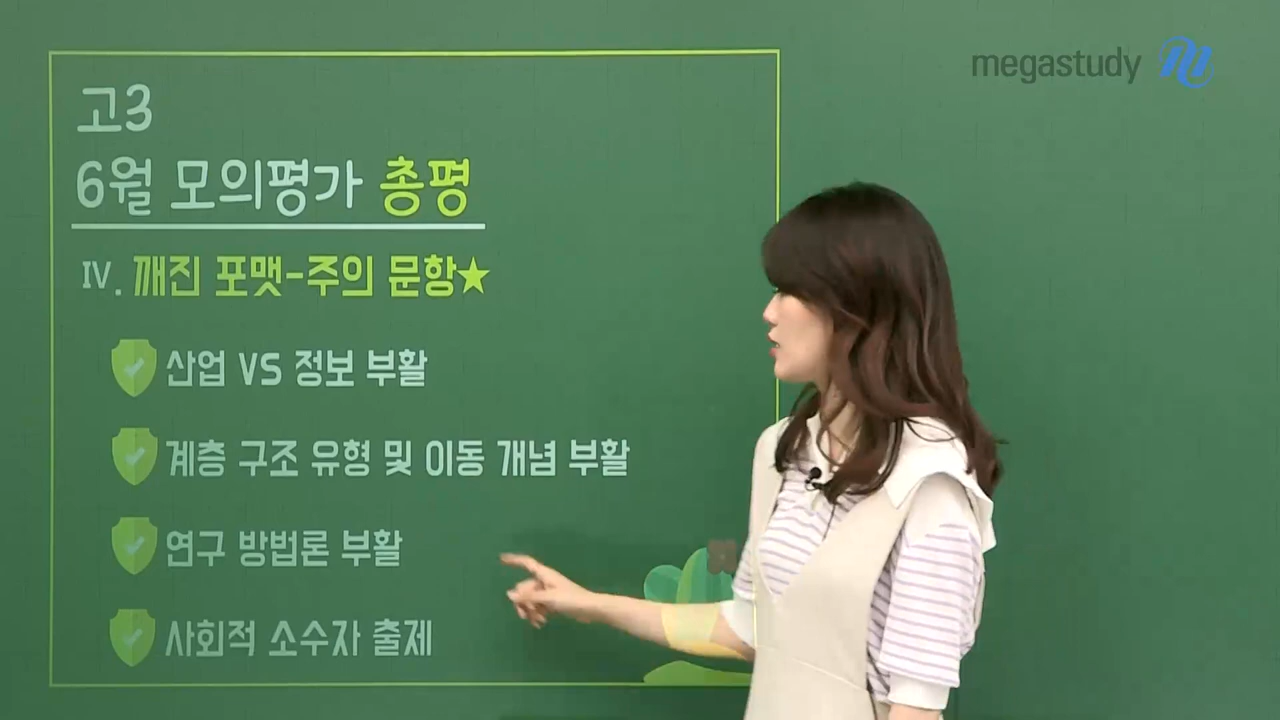 megastudy
고3
6월 모의평가 총평
Ⅳ. 깨진 포맷-주의 문항★
산업 VS 정보 부활
계층 구조 유형 및 이동 개념 부활
연구 방법론 부활
사회적 소수자 출제